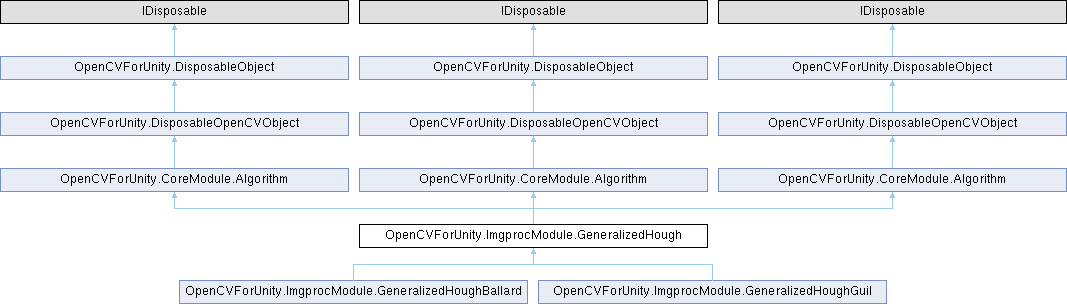 IDisposable IDisposable IDisposable
OpenCVForUnity.DisposableObject OpenCVForUnity.DisposableObject OpenCVForUnity.DisposableObject
OpenCVForUnity.DisposableOpenCVObject OpenCVForUnity.DisposableOpenCVObject OpenCVForUnity.DisposableOpenCVObject
OpenCVForUnity.CoreModule.Algorithm OpenCVForUnity.CoreModule.Algorithm OpenCVForUnity.CoreModule.Algorithm
OpenCVForUnity.ImgprocModule.GeneralizedHough
OpenCVForUnity.ImgprocModule.GeneralizedHoughBallard OpenCVForUnity.ImgprocModule.GeneralizedHoughGuil